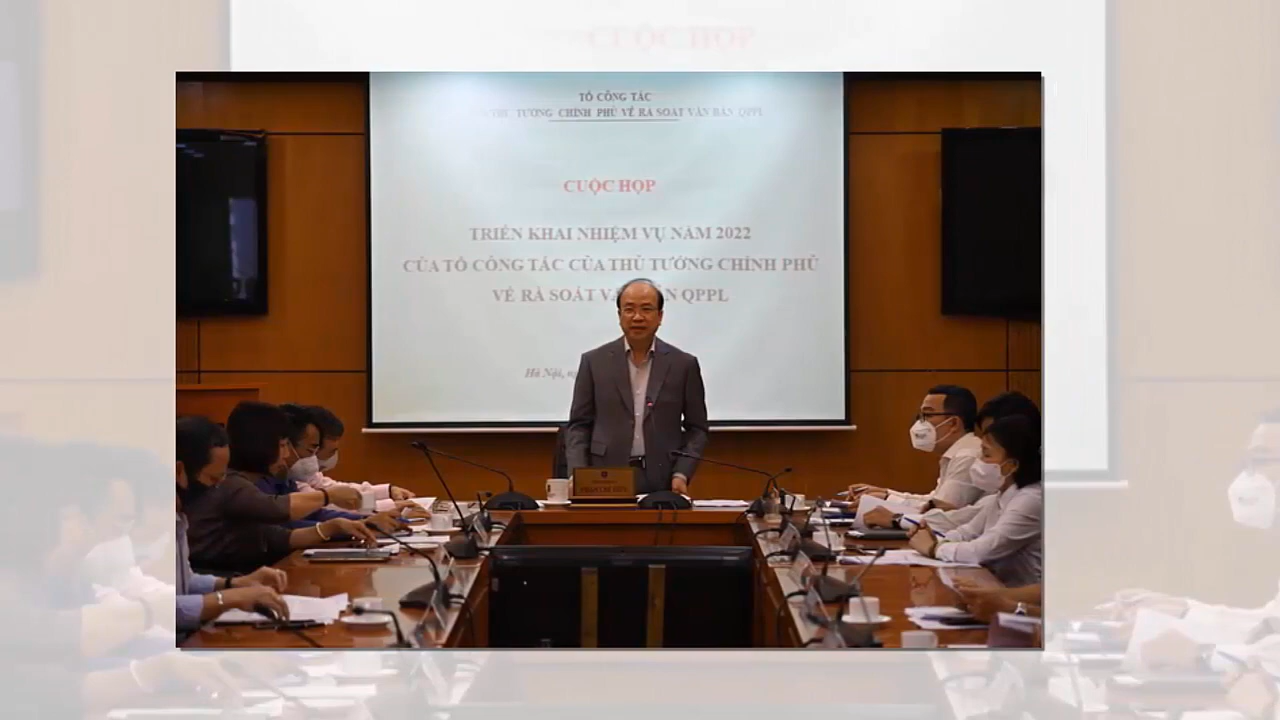 TỔ CÔNG TÁC
TƯỚNG CHÍNH PHỦ VỀ RÀ SOÁT VĂN BẢN QPPL
CUỘC HỌP
TRIỂN KHAI NHIỆM VỤ NĂM 2022
CỦA TỔ CÔNG TÁC CỦA THỦ TƯỚNG CHÍNH PHỦ
VỀ RÀ SOÁT QPPL
Hà Nội,